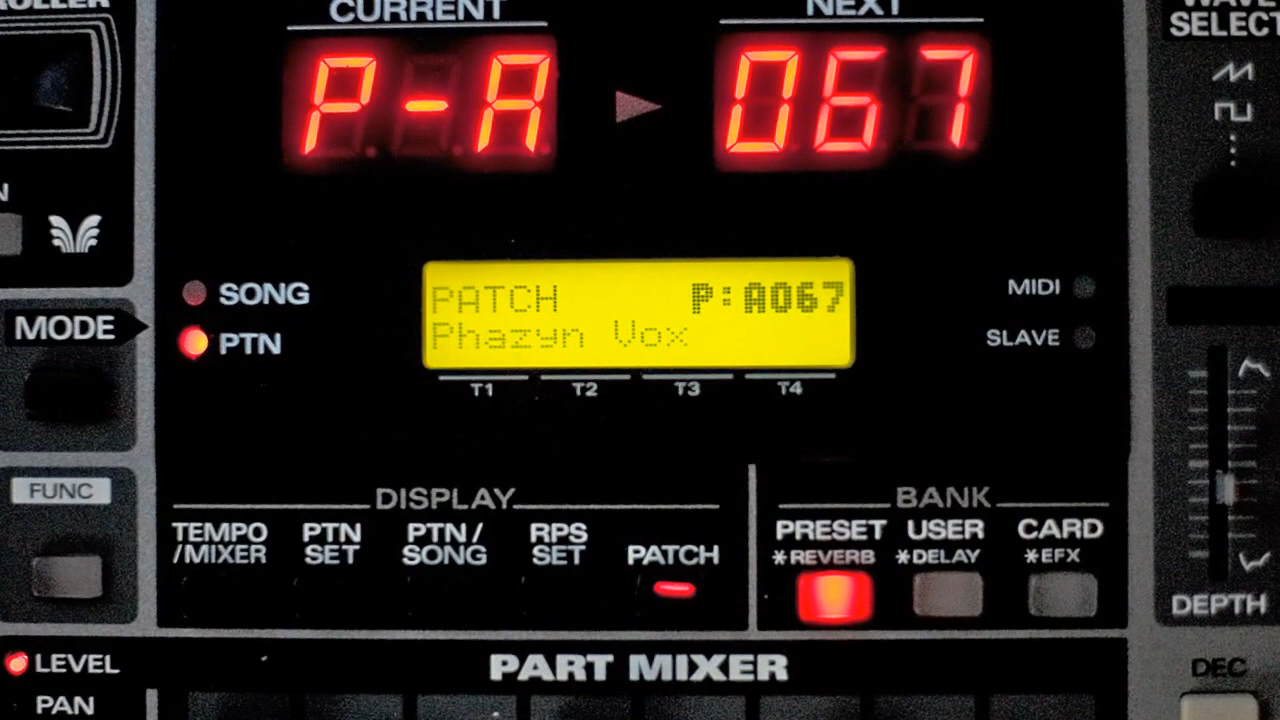 CURRENT
NEXT
P-A
067
SELECT
SONG
PTN
MODE
PATCH P:A067
Phazyn Vox
MIDI
SLAVE
T1 T2 T3 T4
FUNC
DISPLAY
TEMPO
/MIXER
PTN
SET
PTN/
SONG
RPS
SET
PATCH
BANK
PRESET USER CARD
*REVERB *DELAY *EFX
DEPTH
LEVEL
PAN
PART MIXER
DEC